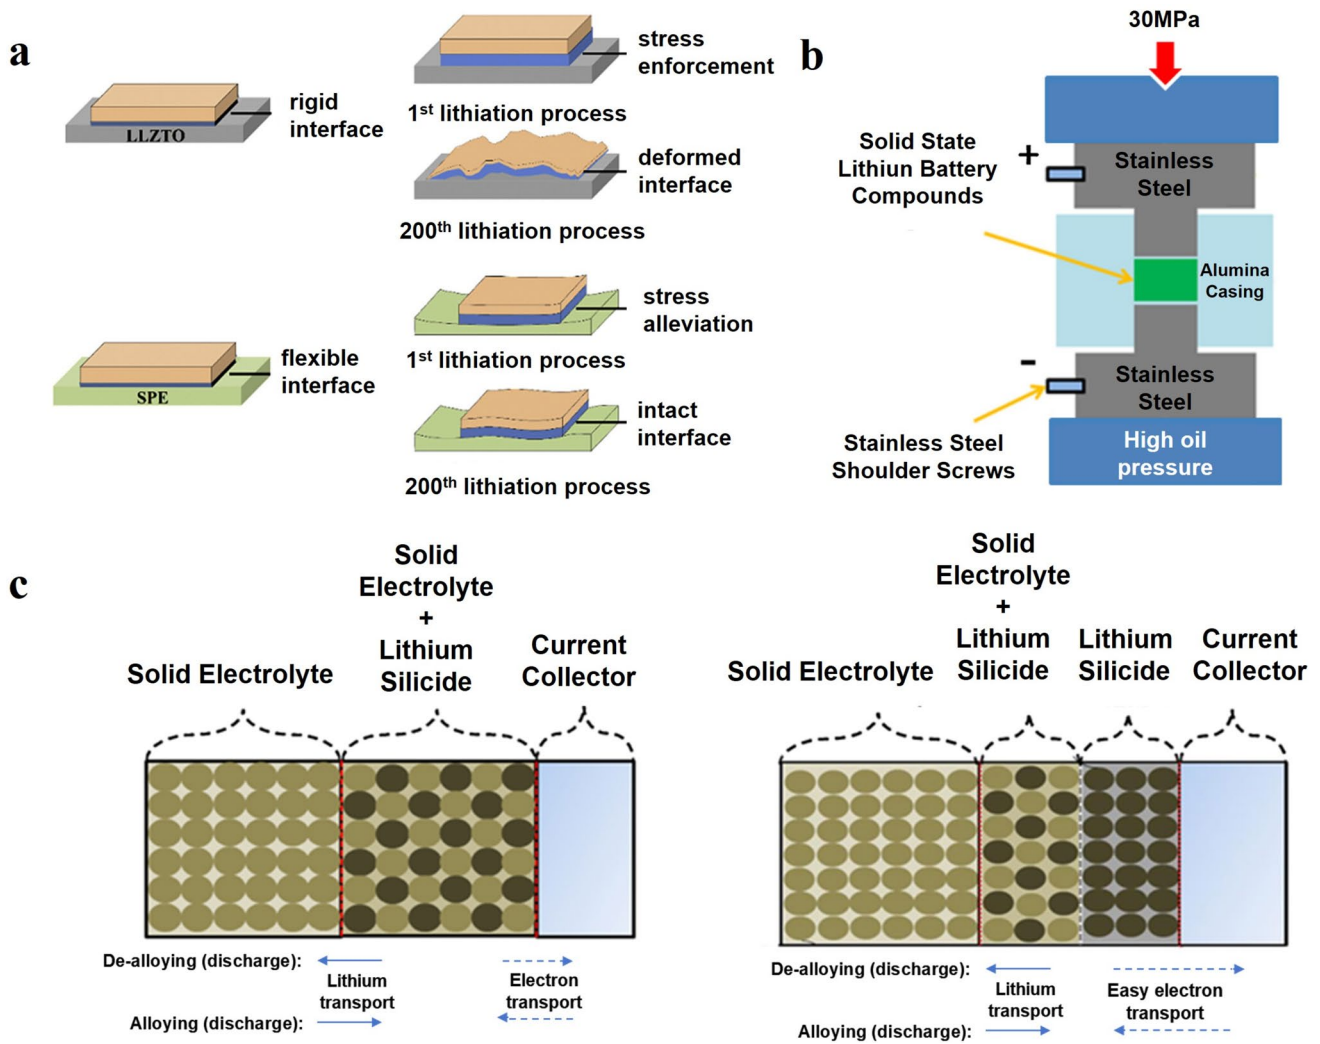 a
rigid
interface
LLZTO
stress
enforcement
1st lithiation process
deformed
interface
200th lithiation process
flexible
interface
SPE
stress
alleviation
1st lithiation process
intact
interface
200th lithiation process
b
30MPa
Solid State
Lithiun Battery
Compounds
+
Stainless
Steel
Alumina
Casing
-
Stainless
Steel
Stainless Steel
Shoulder Screws
High oil
pressure
c
Solid Electrolyte
Solid
Electrolyte
+
Lithium
Silicide
Current
Collector
De-alloying (discharge):
Lithium
transport
Electron
transport
Alloying (discharge):
Solid Electrolyte
Solid
Electrolyte
+
Lithium
Silicide
Lithium
Silicide
Current
Collector
De-alloying (discharge):
Lithium
transport
Easy electron
transport
Alloying (discharge):